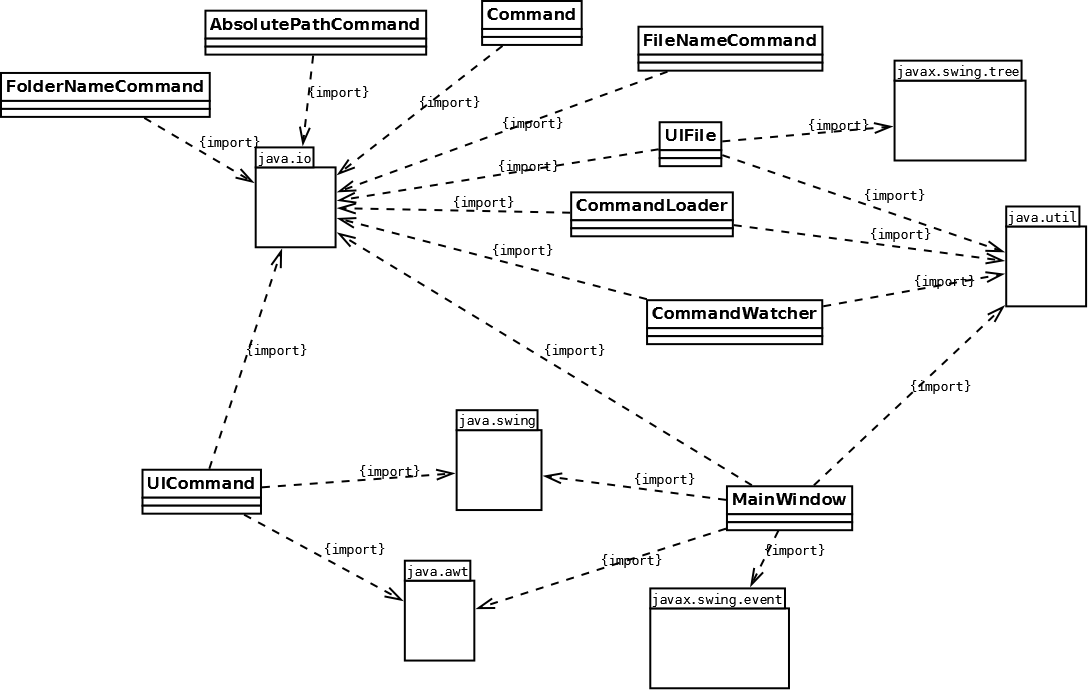 Command
AbsolutePathCommand
FileNameCommand
javax.swing.tree
FolderNameCommand
{import}
{import}
{import}
{import}
UIFile
{import}
{import}
java.io
{import}
{import}
CommandLoader
{import}
java.util
{import}
{import}
{import}
CommandWatcher
{import}
{import}
{import}
java.swing
{import}
UICommand
{import}
MainWindow
{import}
{import}
{import}
java.awt
javax.swing.event